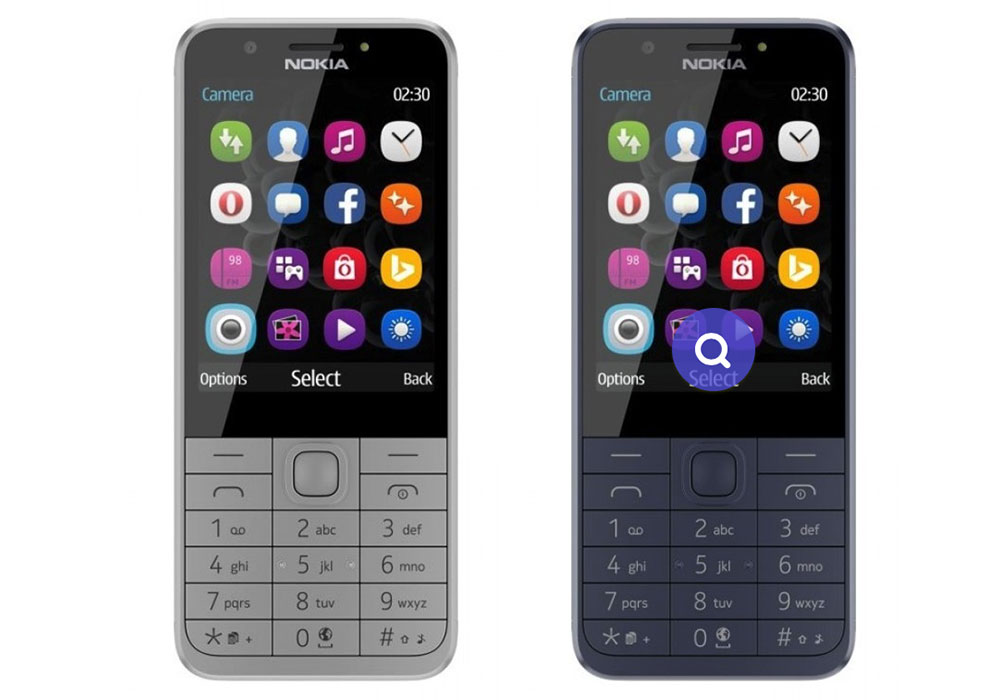 NOKIA
Camera 02:30
98
FM
Options Select Back
1
2 abc
3 def
4 ghi
5 jkl
6 mno
7 pqrs
8 tuv
9 wxyz
* +
0
#
NOKIA
Camera 02:30
98
FM
Options Select Back
1
2 abc
3 def
4 ghi
5 jkl
6 mno
7 pqrs
8 tuv
9 wxyz
* +
0
#